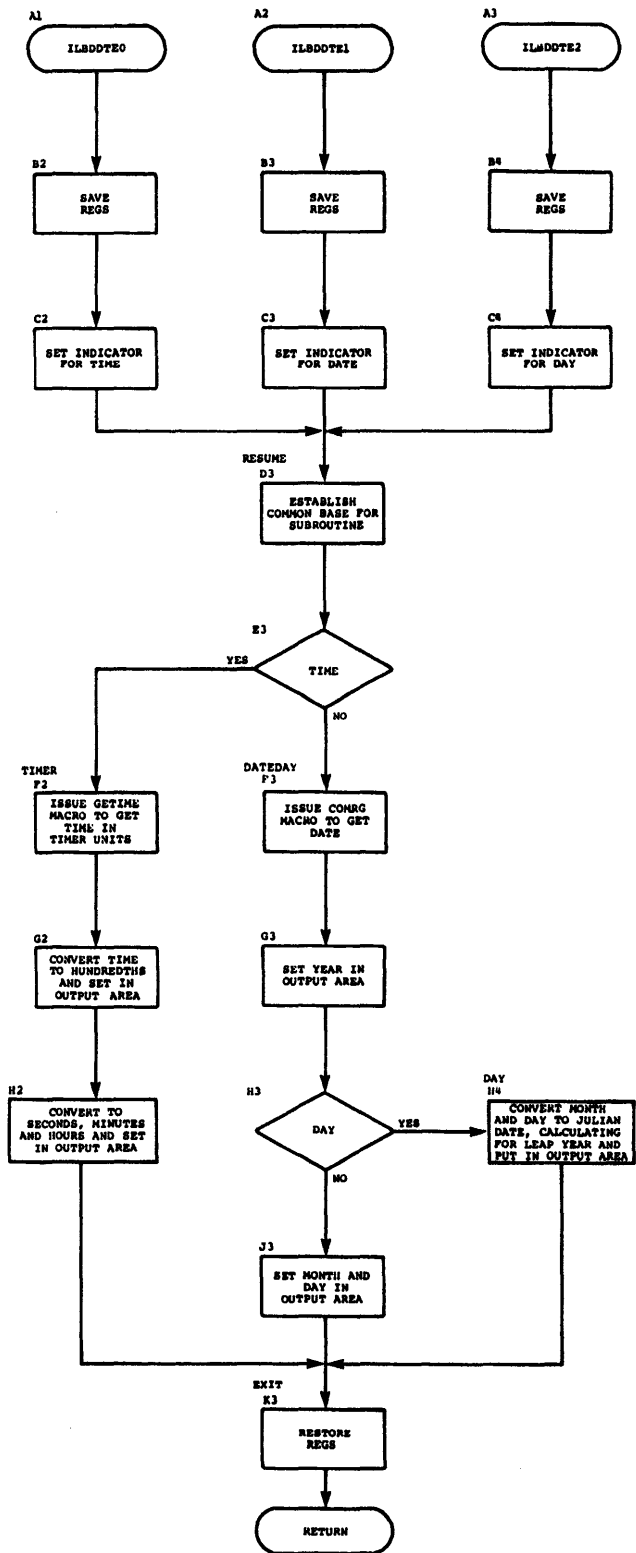 A1
ILBDDTE0
A2
ILBDDTE1
A3
ILBDDTE2
B2
SAVE
REGS
B3
SAVE
REGS
B4
SAVE
REGS
C2
SET INDICATOR
FOR TIME
C3
SET INDICATOR
FOR DATE
C4
SET INDICATOR
FOR DAY
RESUME
D3
ESTABLISH
COMMON BASE FOR
SUBROUTINE
E3
YES
TIME
NO
TIMER
F2
ISSUE GETIME
MACRO TO GET
TIME IN
TIMER UNITS
DATEDAY
F3
ISSUE COMRG
MACRO TO GET
DATE
G2
CONVERT TIME
TO HUNDREDTHS
AND SET IN
OUTPUT AREA
G3
SET YEAR IN
OUTPUT AREA
H2
CONVERT TO
SECONDS, MINUTES
AND HOURS AND SET
IN OUTPUT AREA
H3
DAY
YES
NO
DAY
H4
CONVERT MONTH
AND DAY TO JULIAN
DATE, CALCULATING
FOR LEAP YEAR AND
PUT IN OUTPUT AREA
J3
SET MONTH AND
DAY IN
OUTPUT AREA
EXIT
K3
RESTORE
REGS
RETURN